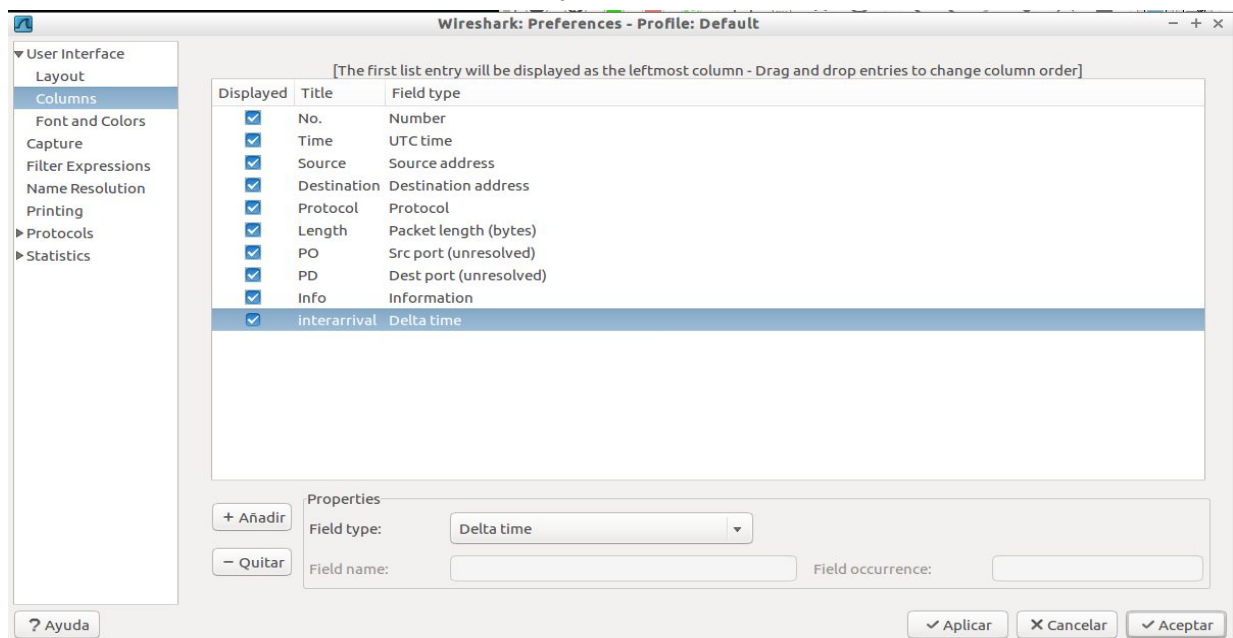 Wireshark: Preferences - Profile: Default
User Interface
Layout
Columns
Font and Colors
Capture
Filter Expressions
Name Resolution
Printing
Protocols
Statistics
[The first list entry will be displayed as the leftmost column - Drag and drop entries to change column order]
Displayed Title Field type
No. Number
Time UTC time
Source Source address
Destination Destination address
Protocol Protocol
Length Packet length (bytes)
PO Src port (unresolved)
PD Dest port (unresolved)
Info Information
interarrival Delta time
+ Añadir
− Quitar
Properties
Field type: Delta time
Field name: Field occurrence:
? Ayuda
Aplicar Cancelar Aceptar